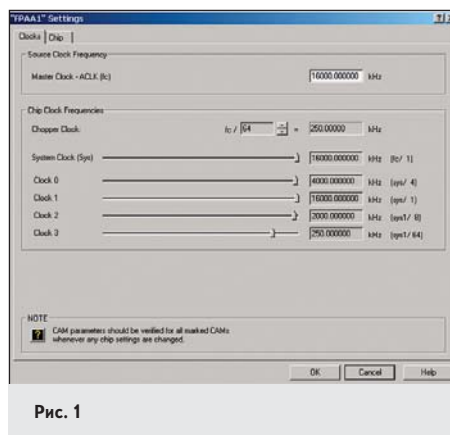 "FPAA1" Settings
Clocks Chip
Source Clock Frequency
Master Clock - ACLK (fc) 16000.000000 kHz
Chip Clock Frequencies
Chopper Clock: fc / 64 = 250.00000 kHz
System Clock (Sys) 16000.000000 kHz (fc/ 1)
Clock 0 4000.000000 kHz (sys/ 4)
Clock 1 16000.000000 kHz (sys/ 1)
Clock 2 2000.000000 kHz (sys1/ 8)
Clock 3 250.000000 kHz (sys1/ 64)
NOTE
CAM parameters should be verified for all marked CAMs
whenever any chip settings are changed.
OK Cancel Help
Рис. 1